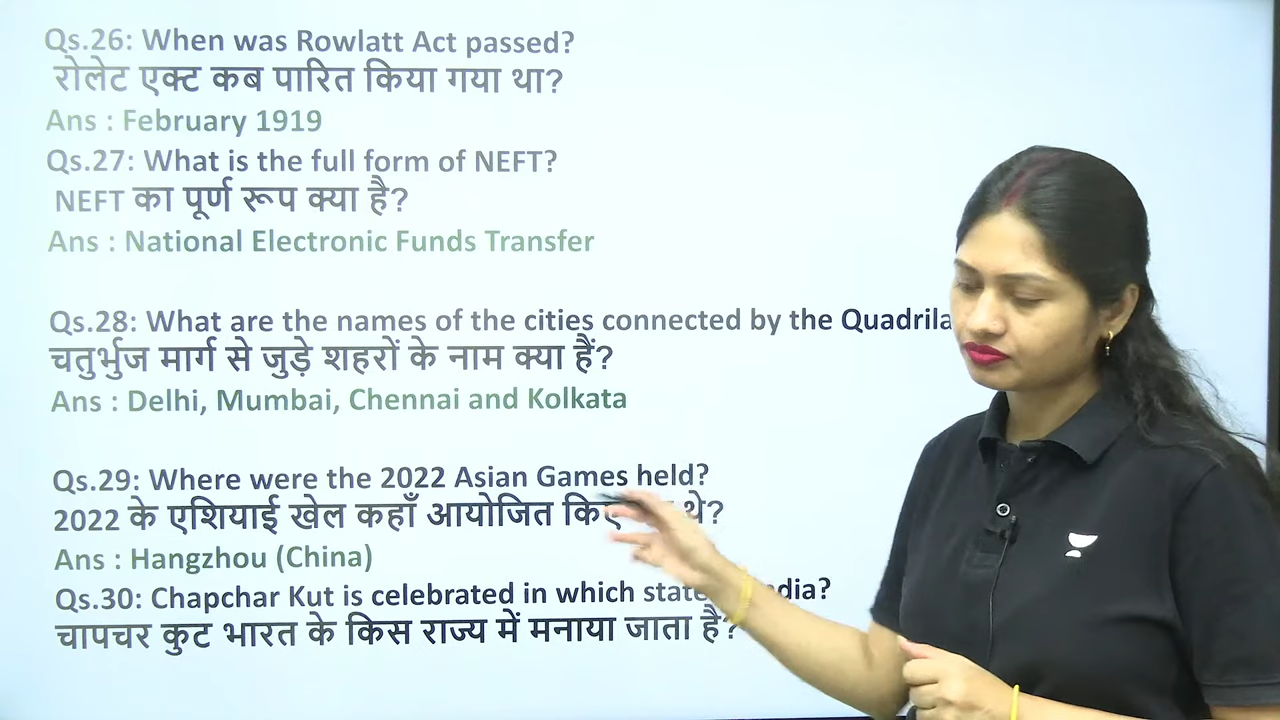 Qs.26: When was Rowlatt Act passed?
रोलेट एक्ट कब पारित किया गया था?
Ans : February 1919
Qs.27: What is the full form of NEFT?
NEFT का पूर्ण रूप क्या है?
Ans : National Electronic Funds Transfer
Qs.28: What are the names of the cities connected by the
चतुर्भुज मार्ग से जुड़े शहरों के नाम क्या हैं?
Ans : Delhi, Mumbai, Chennai and Kolkata
Qs.29: Where were the 2022 Asian Games held?
2022 के एशियाई खेल कहाँ आयोजित किए थे?
Ans : Hangzhou (China)
Qs.30: Chapchar Kut is celebrated in which state
चापचर कुट भारत के किस राज्य में मनाया जाता है?